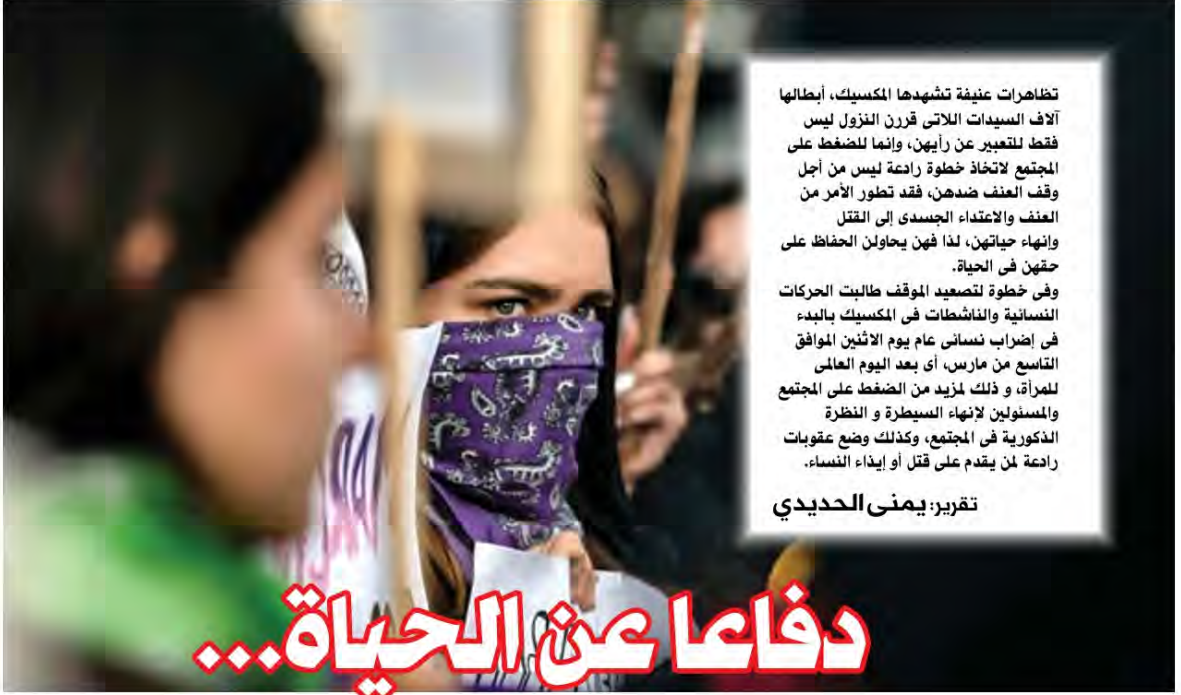 تظاهرات عنيفة تشهدها المكسيك، أبطالها
آلاف السيدات اللاتى قررن النزول ليس
فقط للتعبير عن رأيهن، وإنما للضغط على
المجتمع لاتخاذ خطوة رادعة ليس من أجل
وقف العنف ضدهن، فقد تطور الأمر من
العنف والاعتداء الجسدى إلى القتل
وإنهاء حياتهن، لذا فهن يحاولن الحفاظ على
حقهن فى الحياة.
وفى خطوة لتصعيد الموقف طالبت الحركات
النسائية والناشطات فى المكسيك بالبدء
فى إضراب نسائى عام يوم الاثنين الموافق
التاسع من مارس، أى بعد اليوم العالمى
للمرأة، و ذلك لمزيد من الضغط على المجتمع
والمسئولين لإنهاء السيطرة و النظرة
الذكورية فى المجتمع، وكذلك وضع عقوبات
رادعة لمن يقدم على قتل أو إيذاء النساء.
تقرير: يمنى الحديدي
دفاعا عن الحياة...